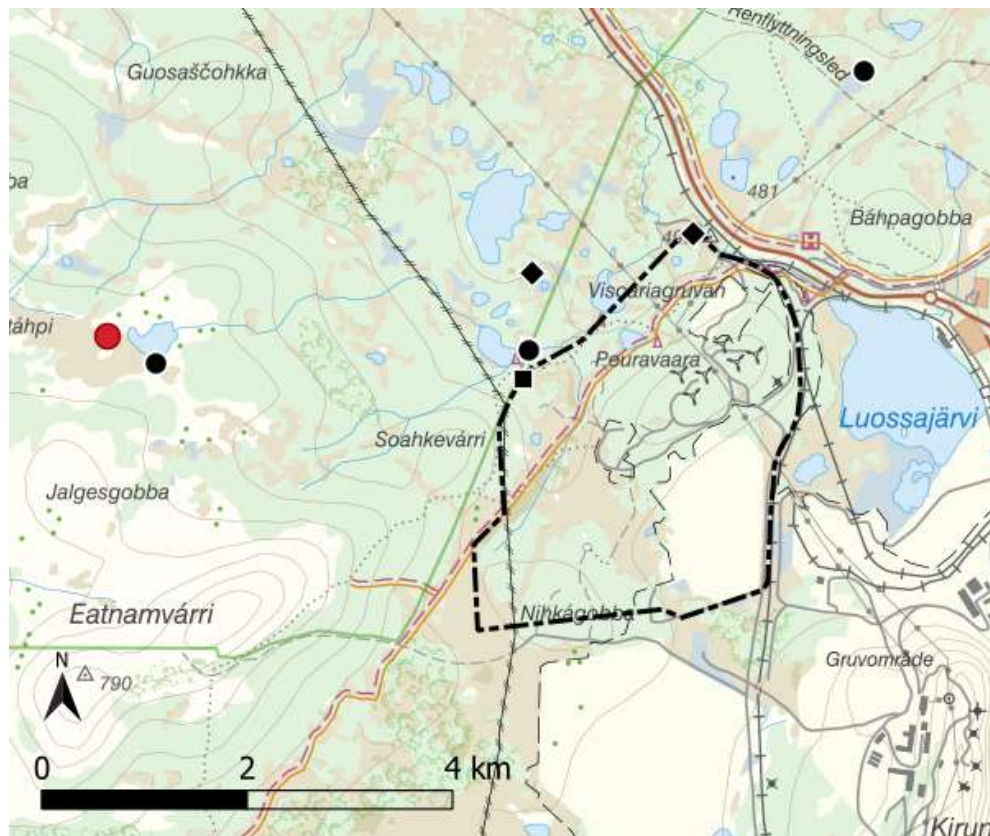 Renflyttningsled
Guosaščohkka
481
Báhpagobba
Viscariagruvan
Peuravaara
Luossajärvi
Soahkevárri
Jalgesgobba
Eatnamvárri
Nihkágobba
Gruvområde
N
790
0 2 4 km